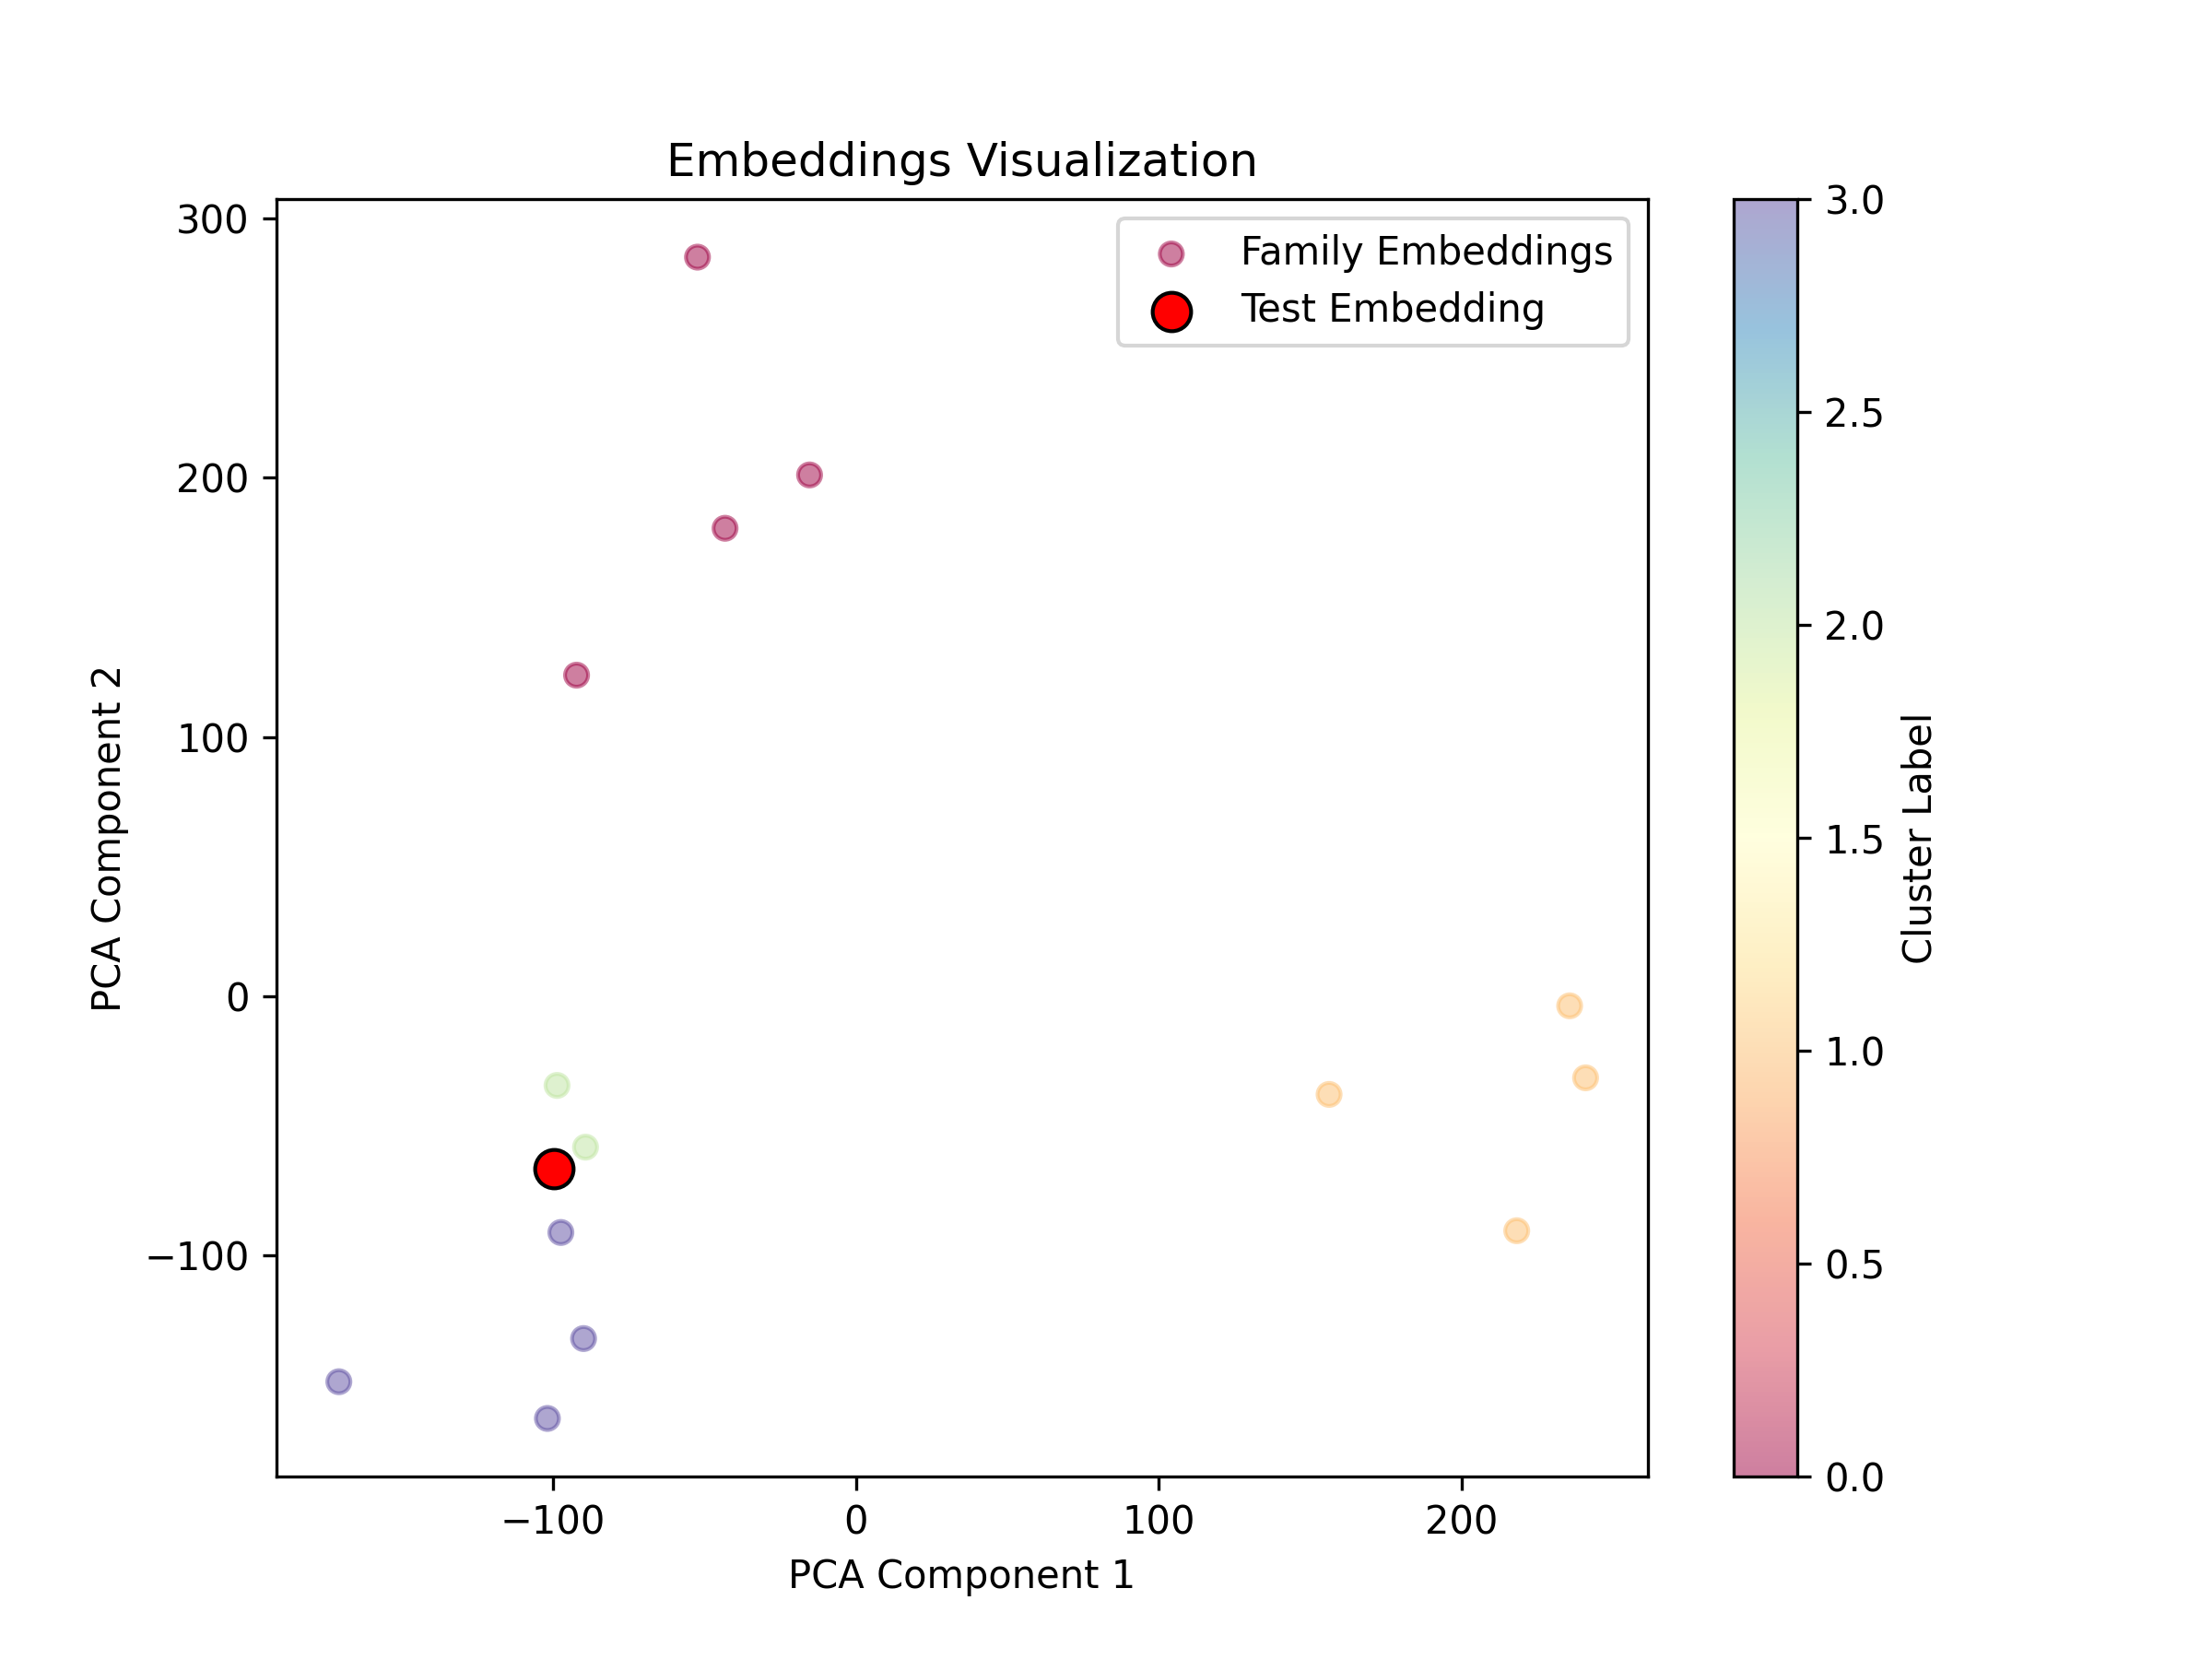 Embeddings Visualization
Family Embeddings
Test Embedding
300
200
100
0
−100
PCA Component 2
−100
0
100
200
PCA Component 1
3.0
2.5
2.0
1.5
1.0
0.5
0.0
Cluster Label